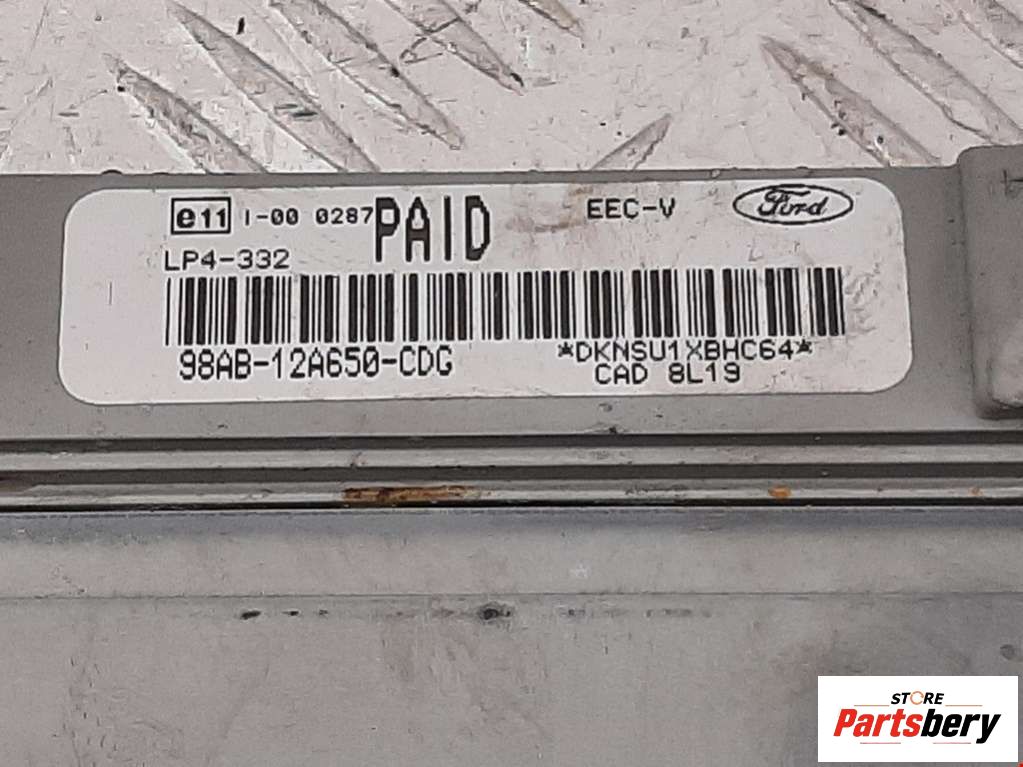 e11 I-00 0287 PAID EEC-V Ford
LP4-332
98AB-12A650-CDG *DKNSU1XBHC64*
CAD 8L19
STORE
Partsbery